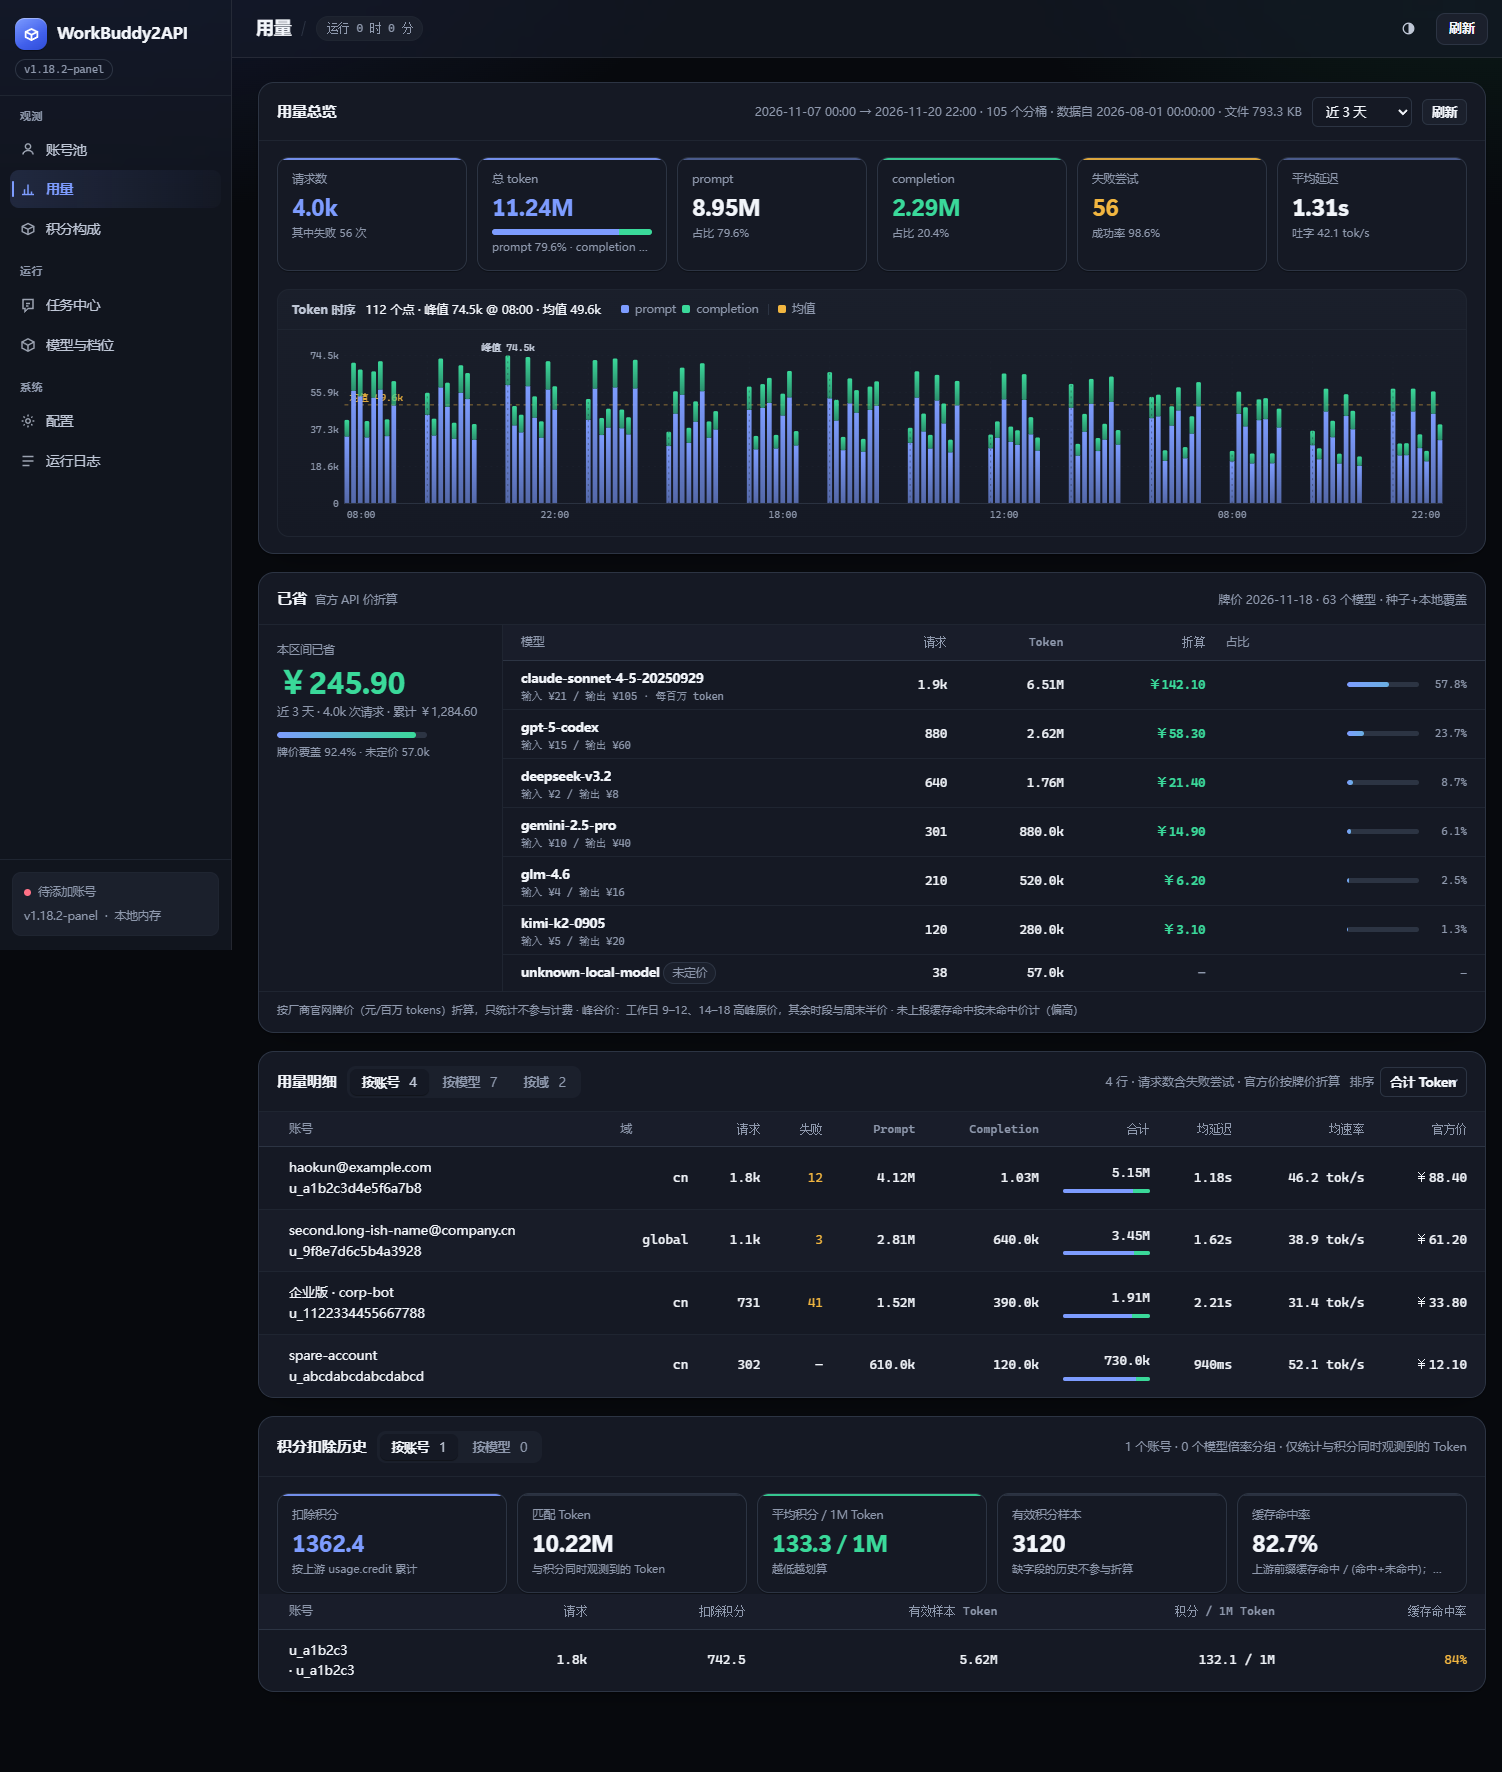 WorkBuddy2API
v1.18.2-panel
观测
账号池
用量
积分构成
运行
任务中心
模型与档位
系统
配置
运行日志
待添加账号
v1.18.2-panel · 本地内存
用量 / 运行 0 时 0 分
刷新
用量总览
2026-11-07 00:00 → 2026-11-20 22:00 · 105 个分桶 · 数据自 2026-08-01 00:00:00 · 文件 793.3 KB
近 3 天
刷新
请求数
4.0k
其中失败 56 次
总 token
11.24M
prompt 79.6% · completion ...
prompt
8.95M
占比 79.6%
completion
2.29M
占比 20.4%
失败尝试
56
成功率 98.6%
平均延迟
1.31s
吐字 42.1 tok/s
Token 时序 112 个点 · 峰值 74.5k @ 08:00 · 均值 49.6k
prompt completion 均值
峰值 74.5k
74.5k
55.9k
均值 49.6k
37.3k
18.6k
0
08:00 22:00 18:00 12:00 08:00 22:00
已省 官方 API 价折算
牌价 2026-11-18 · 63 个模型 · 种子+本地覆盖
本区间已省
¥245.90
近 3 天 · 4.0k 次请求 · 累计 ¥1,284.60
牌价覆盖 92.4% · 未定价 57.0k
模型 请求 Token 折算 占比
claude-sonnet-4-5-20250929 1.9k 6.51M ¥142.10 57.8%
输入 ¥21 / 输出 ¥105 · 每百万 token
gpt-5-codex 880 2.62M ¥58.30 23.7%
输入 ¥15 / 输出 ¥60
deepseek-v3.2 640 1.76M ¥21.40 8.7%
输入 ¥2 / 输出 ¥8
gemini-2.5-pro 301 880.0k ¥14.90 6.1%
输入 ¥10 / 输出 ¥40
glm-4.6 210 520.0k ¥6.20 2.5%
输入 ¥4 / 输出 ¥16
kimi-k2-0905 120 280.0k ¥3.10 1.3%
输入 ¥5 / 输出 ¥20
unknown-local-model 未定价 38 57.0k — —
按厂商官网牌价（元/百万 tokens）折算，只统计不参与计费 · 峰谷价：工作日 9–12、14–18 高峰原价，其余时段与周末半价 · 未上报缓存命中按未命中价计（偏高）
用量明细 按账号 4 按模型 7 按域 2
4 行 · 请求数含失败尝试 · 官方价按牌价折算 排序 合计 Token
账号 域 请求 失败 Prompt Completion 合计 均延迟 均速率 官方价
haokun@example.com
u_a1b2c3d4e5f6a7b8
cn 1.8k 12 4.12M 1.03M 5.15M 1.18s 46.2 tok/s ¥88.40
second.long-ish-name@company.cn
u_9f8e7d6c5b4a3928
global 1.1k 3 2.81M 640.0k 3.45M 1.62s 38.9 tok/s ¥61.20
企业版 · corp-bot
u_1122334455667788
cn 731 41 1.52M 390.0k 1.91M 2.21s 31.4 tok/s ¥33.80
spare-account
u_abcdabcdabcdabcd
cn 302 — 610.0k 120.0k 730.0k 940ms 52.1 tok/s ¥12.10
积分扣除历史 按账号 1 按模型 0
1 个账号 · 0 个模型倍率分组 · 仅统计与积分同时观测到的 Token
扣除积分
1362.4
按上游 usage.credit 累计
匹配 Token
10.22M
与积分同时观测到的 Token
平均积分 / 1M Token
133.3 / 1M
越低越划算
有效积分样本
3120
缺字段的历史不参与折算
缓存命中率
82.7%
上游前缀缓存命中 / (命中+未命中)；...
账号 请求 扣除积分 有效样本 Token 积分 / 1M Token 缓存命中率
u_a1b2c3
· u_a1b2c3
1.8k 742.5 5.62M 132.1 / 1M 84%